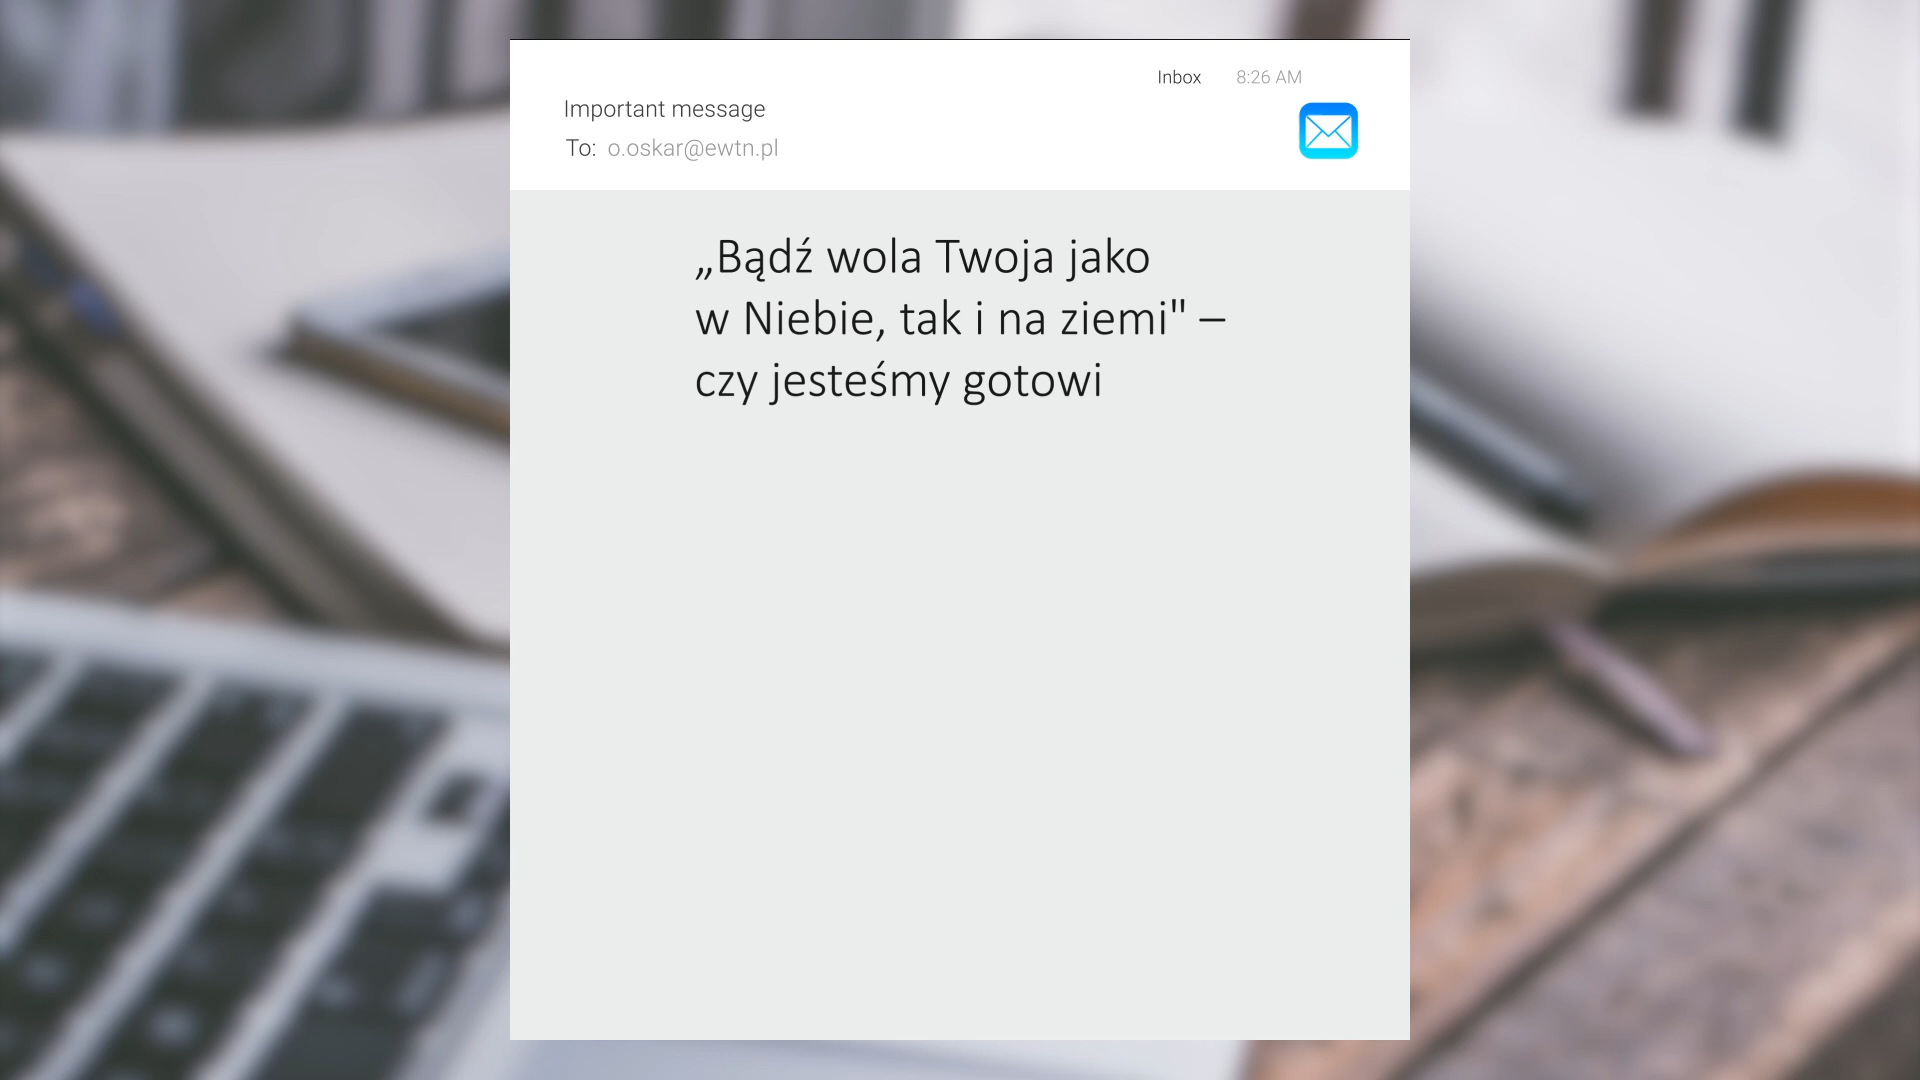 Inbox 8:26 AM
Important message
To: o.oskar@ewtn.pl
„Bądź wola Twoja jako
w Niebie, tak i na ziemi" –
czy jesteśmy gotowi